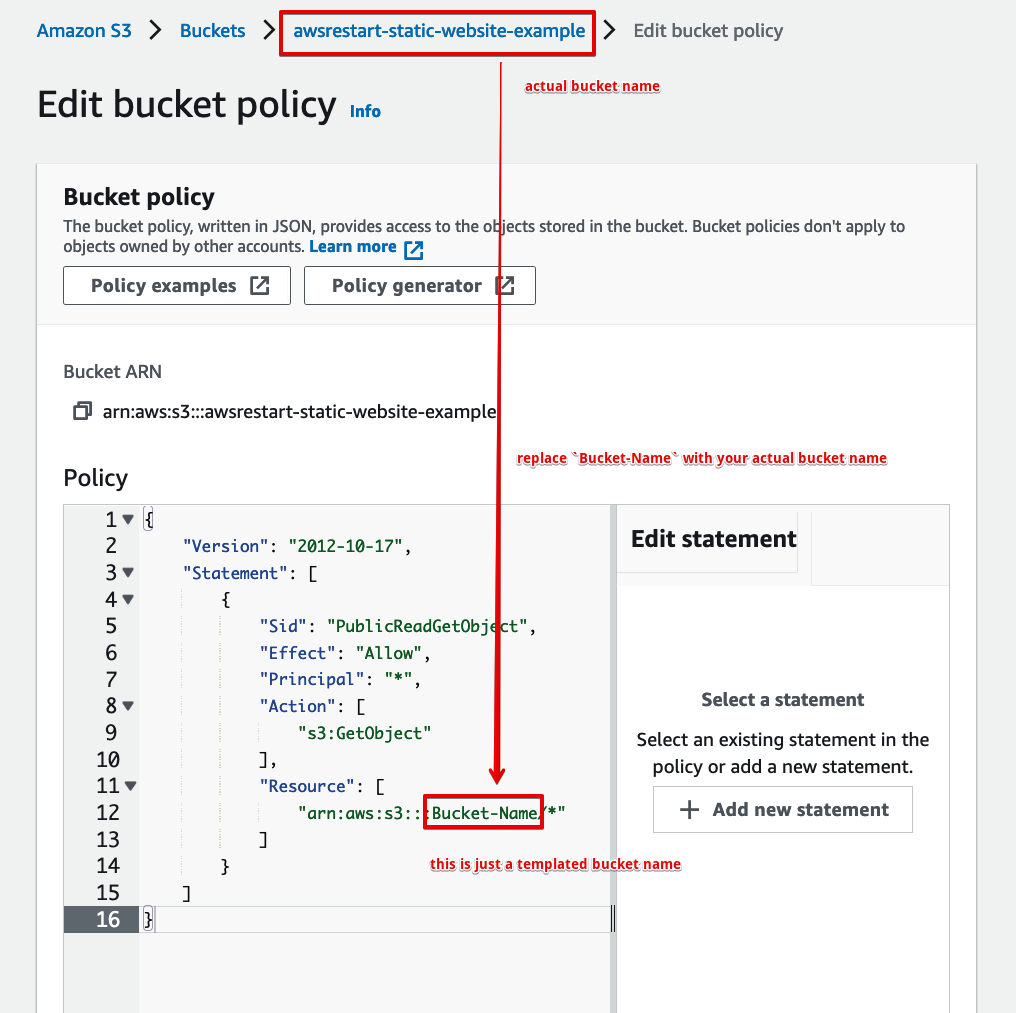 Amazon S3 > Buckets > awsrestart-static-website-example > Edit bucket policy
actual bucket name
Edit bucket policy Info
Bucket policy
The bucket policy, written in JSON, provides access to the objects stored in the bucket. Bucket policies don't apply to
objects owned by other accounts. Learn more
Policy examples
Policy generator
Bucket ARN
arn:aws:s3:::awsrestart-static-website-example
replace `Bucket-Name` with your actual bucket name
Policy
1 {
2 "Version": "2012-10-17",
3 "Statement": [
4 {
5 "Sid": "PublicReadGetObject",
6 "Effect": "Allow",
7 "Principal": "*",
8 "Action": [
9 "s3:GetObject"
10 ],
11 "Resource": [
12 "arn:aws:s3:::Bucket-Name/*"
13 ]
14 }
15 ]
16 }
this is just a templated bucket name
Edit statement
Select a statement
Select an existing statement in the
policy or add a new statement.
+ Add new statement